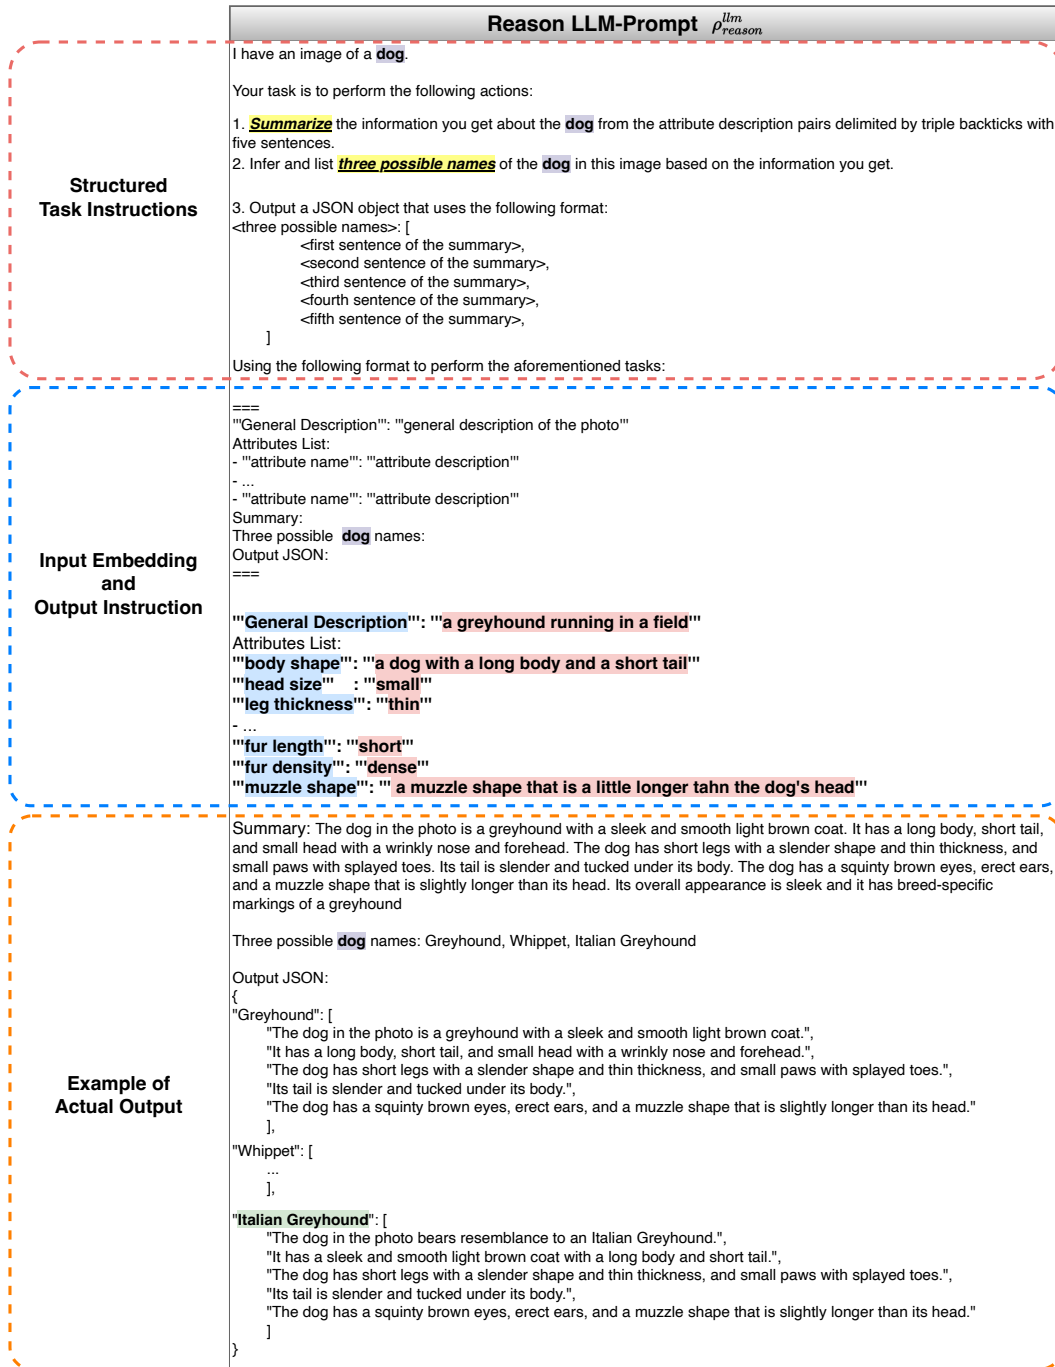 Reason LLM-Prompt ρ^{llm}_{reason}
Structured
Task Instructions
I have an image of a dog.
Your task is to perform the following actions:
1. Summarize the information you get about the dog from the attribute description pairs delimited by triple backticks with
five sentences.
2. Infer and list three possible names of the dog in this image based on the information you get.
3. Output a JSON object that uses the following format:
<three possible names>: [
<first sentence of the summary>,
<second sentence of the summary>,
<third sentence of the summary>,
<fourth sentence of the summary>,
<fifth sentence of the summary>,
]
Using the following format to perform the aforementioned tasks:
Input Embedding
and
Output Instruction
===
'''General Description''': '''general description of the photo'''
Attributes List:
- '''attribute name''': '''attribute description'''
- ...
- '''attribute name''': '''attribute description'''
Summary:
Three possible dog names:
Output JSON:
===
'''General Description''': '''a greyhound running in a field'''
Attributes List:
'''body shape''': '''a dog with a long body and a short tail'''
'''head size''' : '''small'''
'''leg thickness''': '''thin'''
- ...
'''fur length''': '''short'''
'''fur density''': '''dense'''
'''muzzle shape''': ''' a muzzle shape that is a little longer tahn the dog's head'''
Example of
Actual Output
Summary: The dog in the photo is a greyhound with a sleek and smooth light brown coat. It has a long body, short tail,
and small head with a wrinkly nose and forehead. The dog has short legs with a slender shape and thin thickness, and
small paws with splayed toes. Its tail is slender and tucked under its body. The dog has a squinty brown eyes, erect ears,
and a muzzle shape that is slightly longer than its head. Its overall appearance is sleek and it has breed-specific
markings of a greyhound
Three possible dog names: Greyhound, Whippet, Italian Greyhound
Output JSON:
{
"Greyhound": [
"The dog in the photo is a greyhound with a sleek and smooth light brown coat.",
"It has a long body, short tail, and small head with a wrinkly nose and forehead.",
"The dog has short legs with a slender shape and thin thickness, and small paws with splayed toes.",
"Its tail is slender and tucked under its body.",
"The dog has a squinty brown eyes, erect ears, and a muzzle shape that is slightly longer than its head."
],
"Whippet": [
...
],
"Italian Greyhound": [
"The dog in the photo bears resemblance to an Italian Greyhound.",
"It has a sleek and smooth light brown coat with a long body and short tail.",
"The dog has short legs with a slender shape and thin thickness, and small paws with splayed toes.",
"Its tail is slender and tucked under its body.",
"The dog has a squinty brown eyes, erect ears, and a muzzle shape that is slightly longer than its head."
]
}